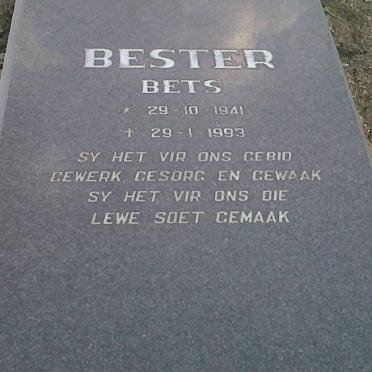 BESTER
BETS
* 29-10-1941
† 29-1-1993
SY HET VIR ONS GEBID
GEWERK, GESORG EN GEWAAK
SY HET VIR ONS DIE
LEWE SOET GEMAAK